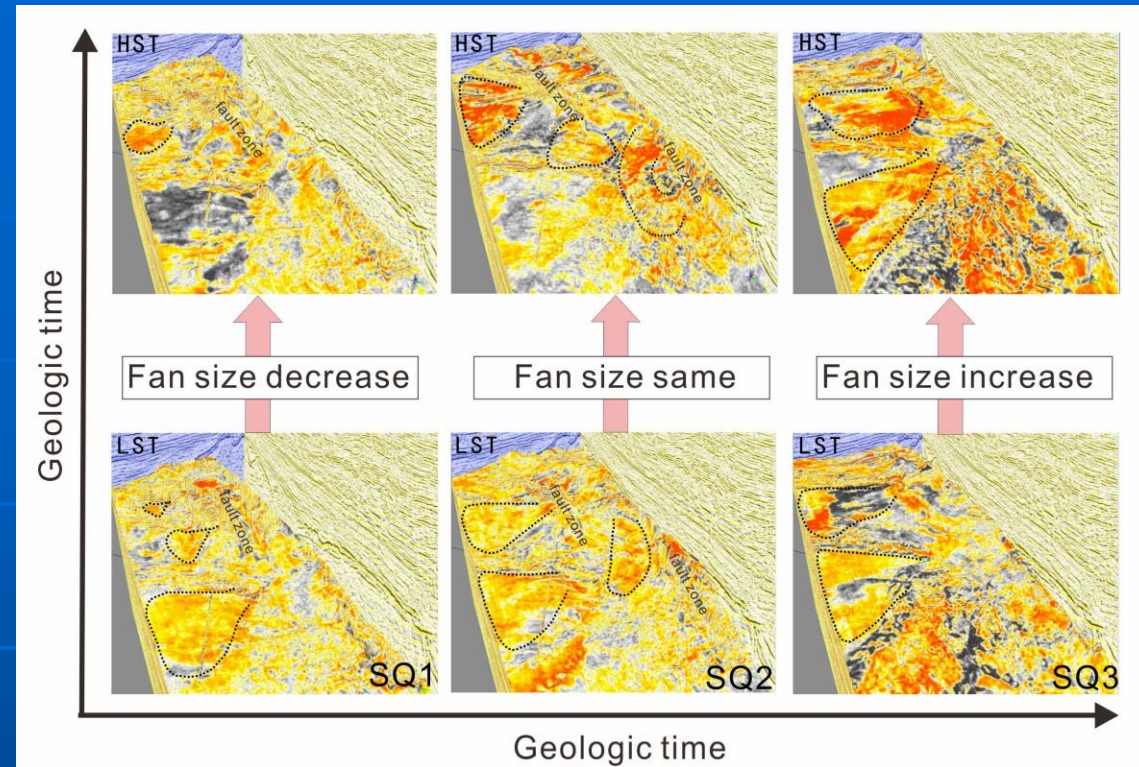 HST
fault zone
HST
fault zone
fault zone
HST
Geologic time
Fan size decrease
Fan size same
Fan size increase
LST
fault zone
SQ1
LST
fault zone
fault zone
SQ2
LST
SQ3
Geologic time